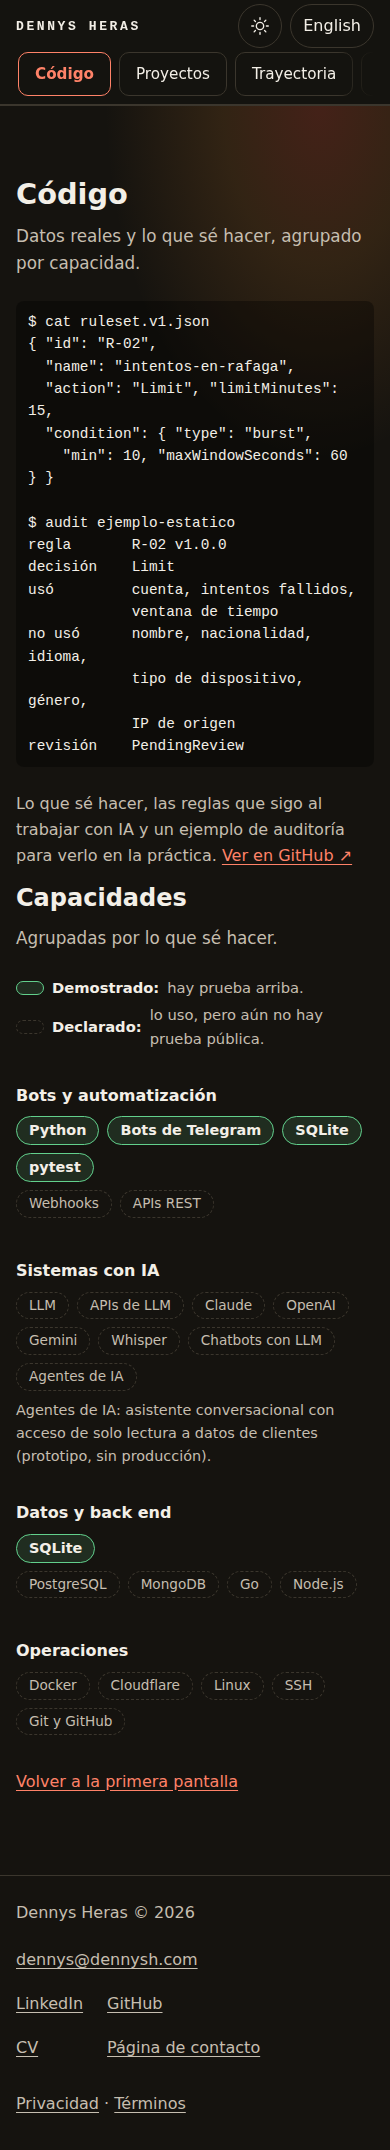 DENNYS HERAS
English
Código
Proyectos
Trayectoria
Código
Datos reales y lo que sé hacer, agrupado
por capacidad.
$ cat ruleset.v1.json
{ "id": "R-02",
"name": "intentos-en-rafaga",
"action": "Limit", "limitMinutes":
15,
"condition": { "type": "burst",
"min": 10, "maxWindowSeconds": 60
} }
$ audit ejemplo-estatico
regla R-02 v1.0.0
decisión Limit
usó cuenta, intentos fallidos,
ventana de tiempo
no usó nombre, nacionalidad,
idioma,
tipo de dispositivo,
género,
IP de origen
revisión PendingReview
Lo que sé hacer, las reglas que sigo al
trabajar con IA y un ejemplo de auditoría
para verlo en la práctica. Ver en GitHub ↗
Capacidades
Agrupadas por lo que sé hacer.
Demostrado: hay prueba arriba.
Declarado: lo uso, pero aún no hay
prueba pública.
Bots y automatización
Python Bots de Telegram SQLite
pytest
Webhooks APIs REST
Sistemas con IA
LLM APIs de LLM Claude OpenAI
Gemini Whisper Chatbots con LLM
Agentes de IA
Agentes de IA: asistente conversacional con
acceso de solo lectura a datos de clientes
(prototipo, sin producción).
Datos y back end
SQLite
PostgreSQL MongoDB Go Node.js
Operaciones
Docker Cloudflare Linux SSH
Git y GitHub
Volver a la primera pantalla
Dennys Heras © 2026
dennys@dennysh.com
LinkedIn GitHub
CV Página de contacto
Privacidad · Términos